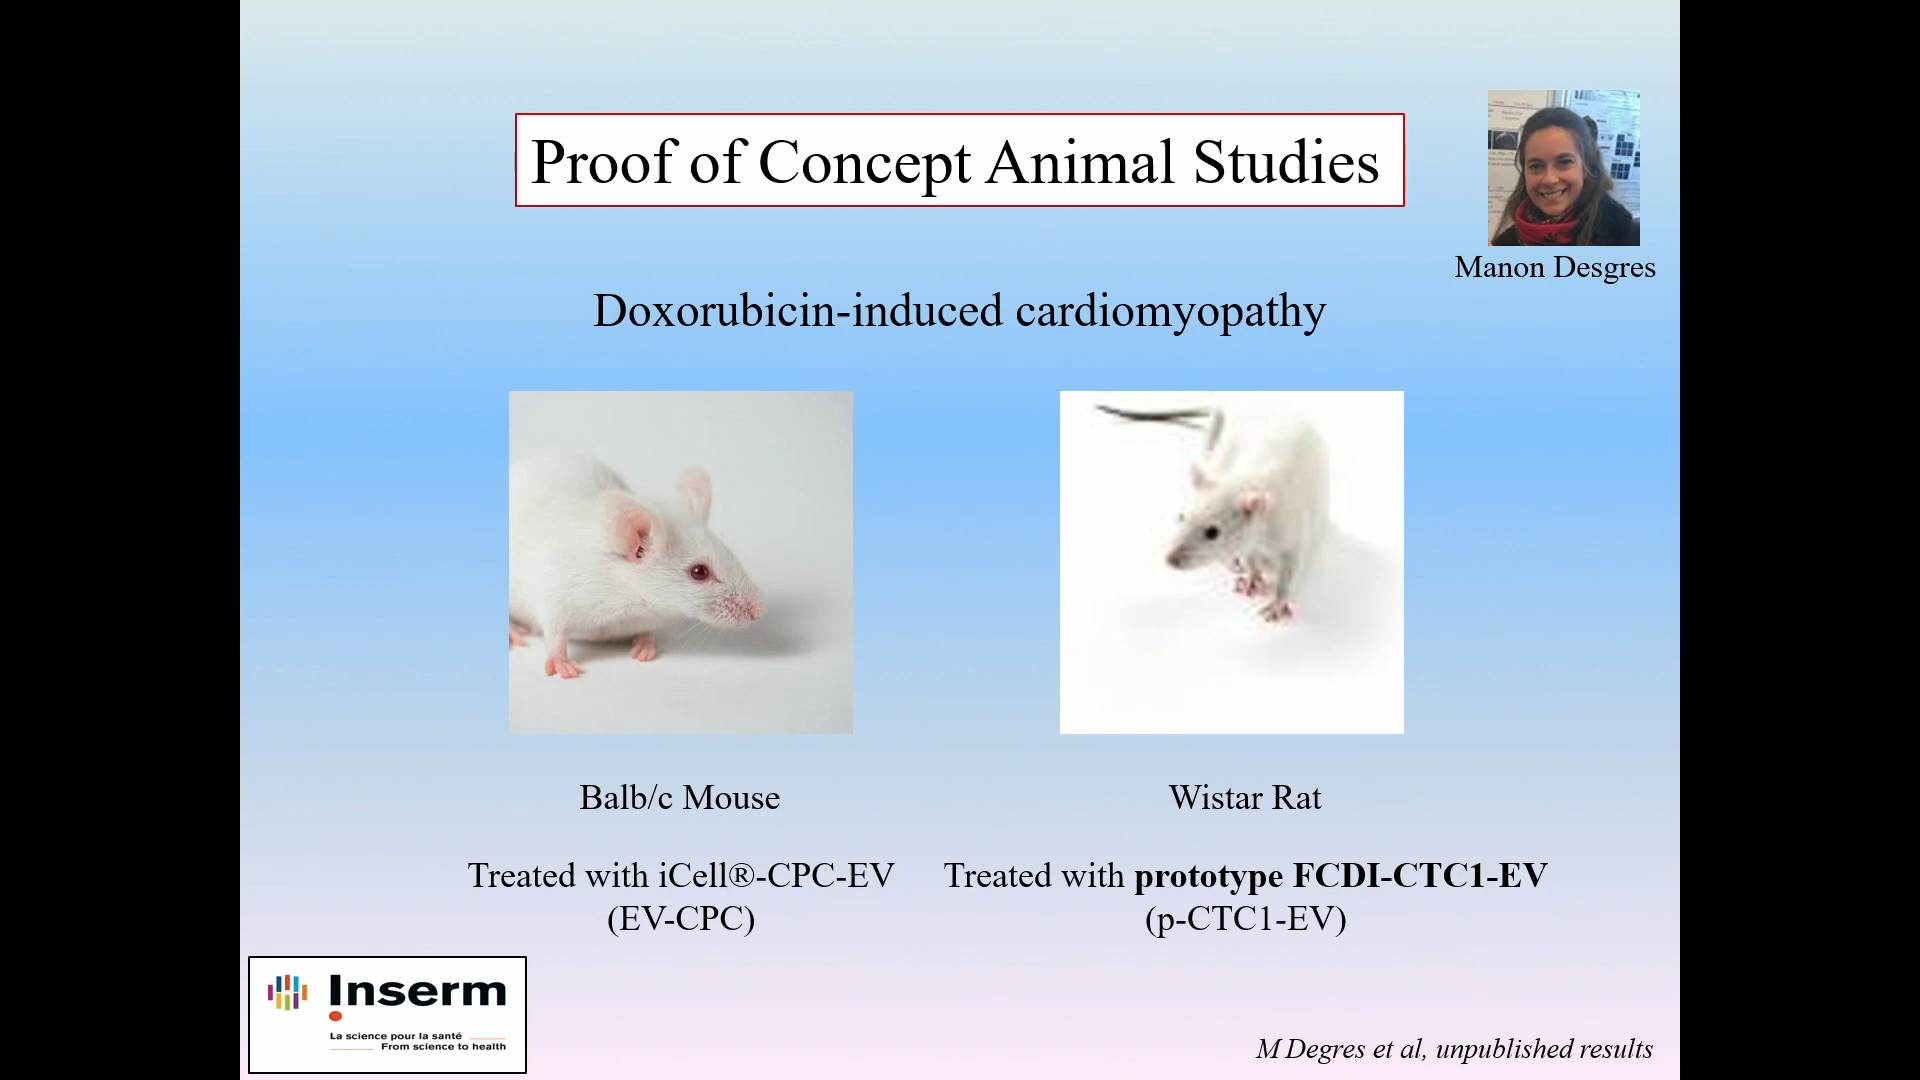 Proof of Concept Animal Studies
Manon Desgres
Doxorubicin-induced cardiomyopathy
Balb/c Mouse
Wistar Rat
Treated with iCell®-CPC-EV
(EV-CPC)
Treated with prototype FCDI-CTC1-EV
(p-CTC1-EV)
Inserm
La science pour la santé
From science to health
M Degres et al, unpublished results